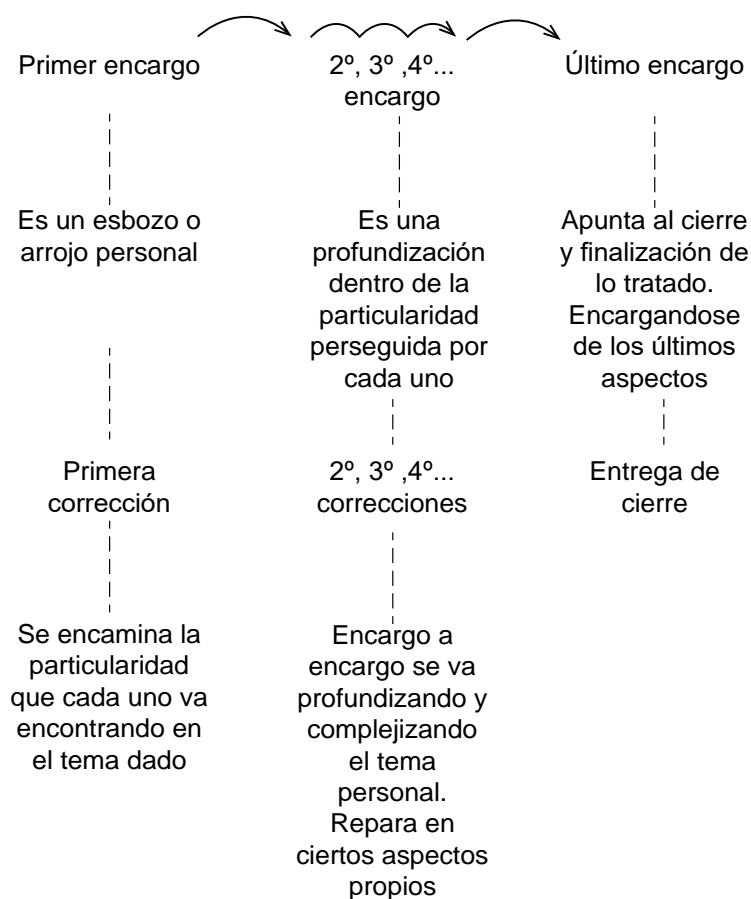 Primer encargo
Es un esbozo o
arrojo personal
Primera
corrección
Se encamina la
particularidad
que cada uno va
encontrando en
el tema dado
2º, 3º ,4º...
encargo
Es una
profundización
dentro de la
particularidad
perseguida por
cada uno
2º, 3º ,4º...
correcciones
Encargo a
encargo se va
profundizando y
complejizando
el tema
personal.
Repara en
ciertos aspectos
propios
Último encargo
Apunta al cierre
y finalización de
lo tratado.
Encargandose
de los últimos
aspectos
Entrega de
cierre